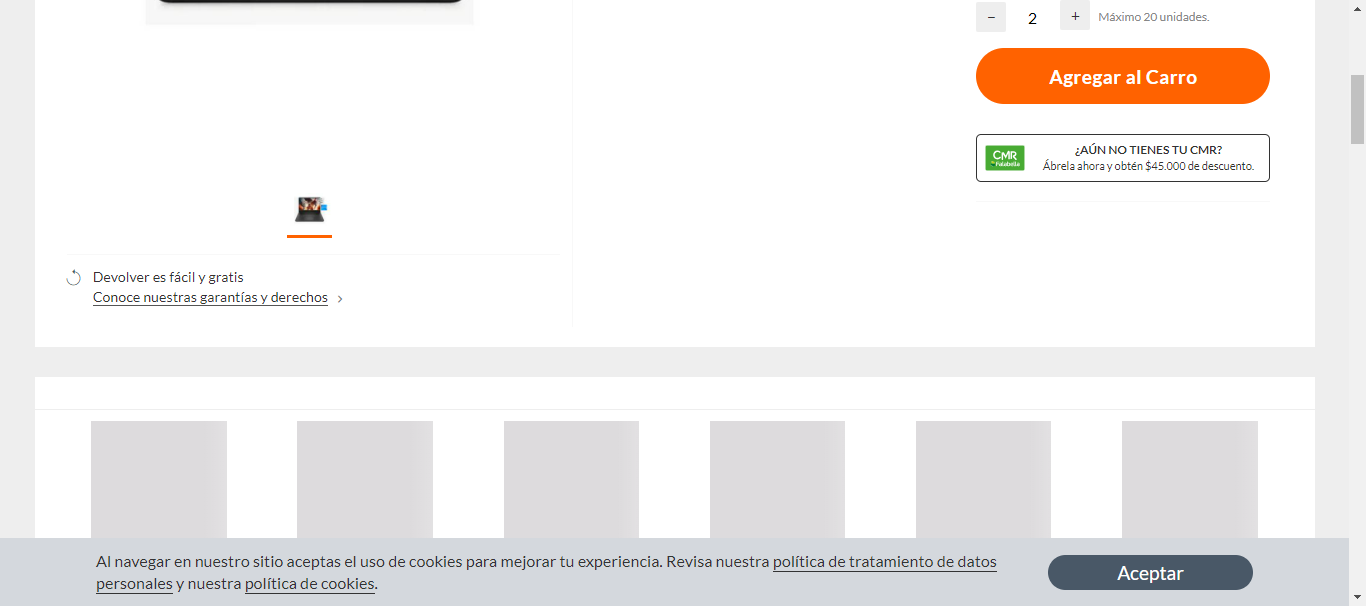 − 2 + Máximo 20 unidades.
Agregar al Carro
CMR
Falabella
¿AÚN NO TIENES TU CMR?
Ábrela ahora y obtén $45.000 de descuento.
Devolver es fácil y gratis
Conoce nuestras garantías y derechos
Al navegar en nuestro sitio aceptas el uso de cookies para mejorar tu experiencia. Revisa nuestra política de tratamiento de datos
personales y nuestra política de cookies.
Aceptar